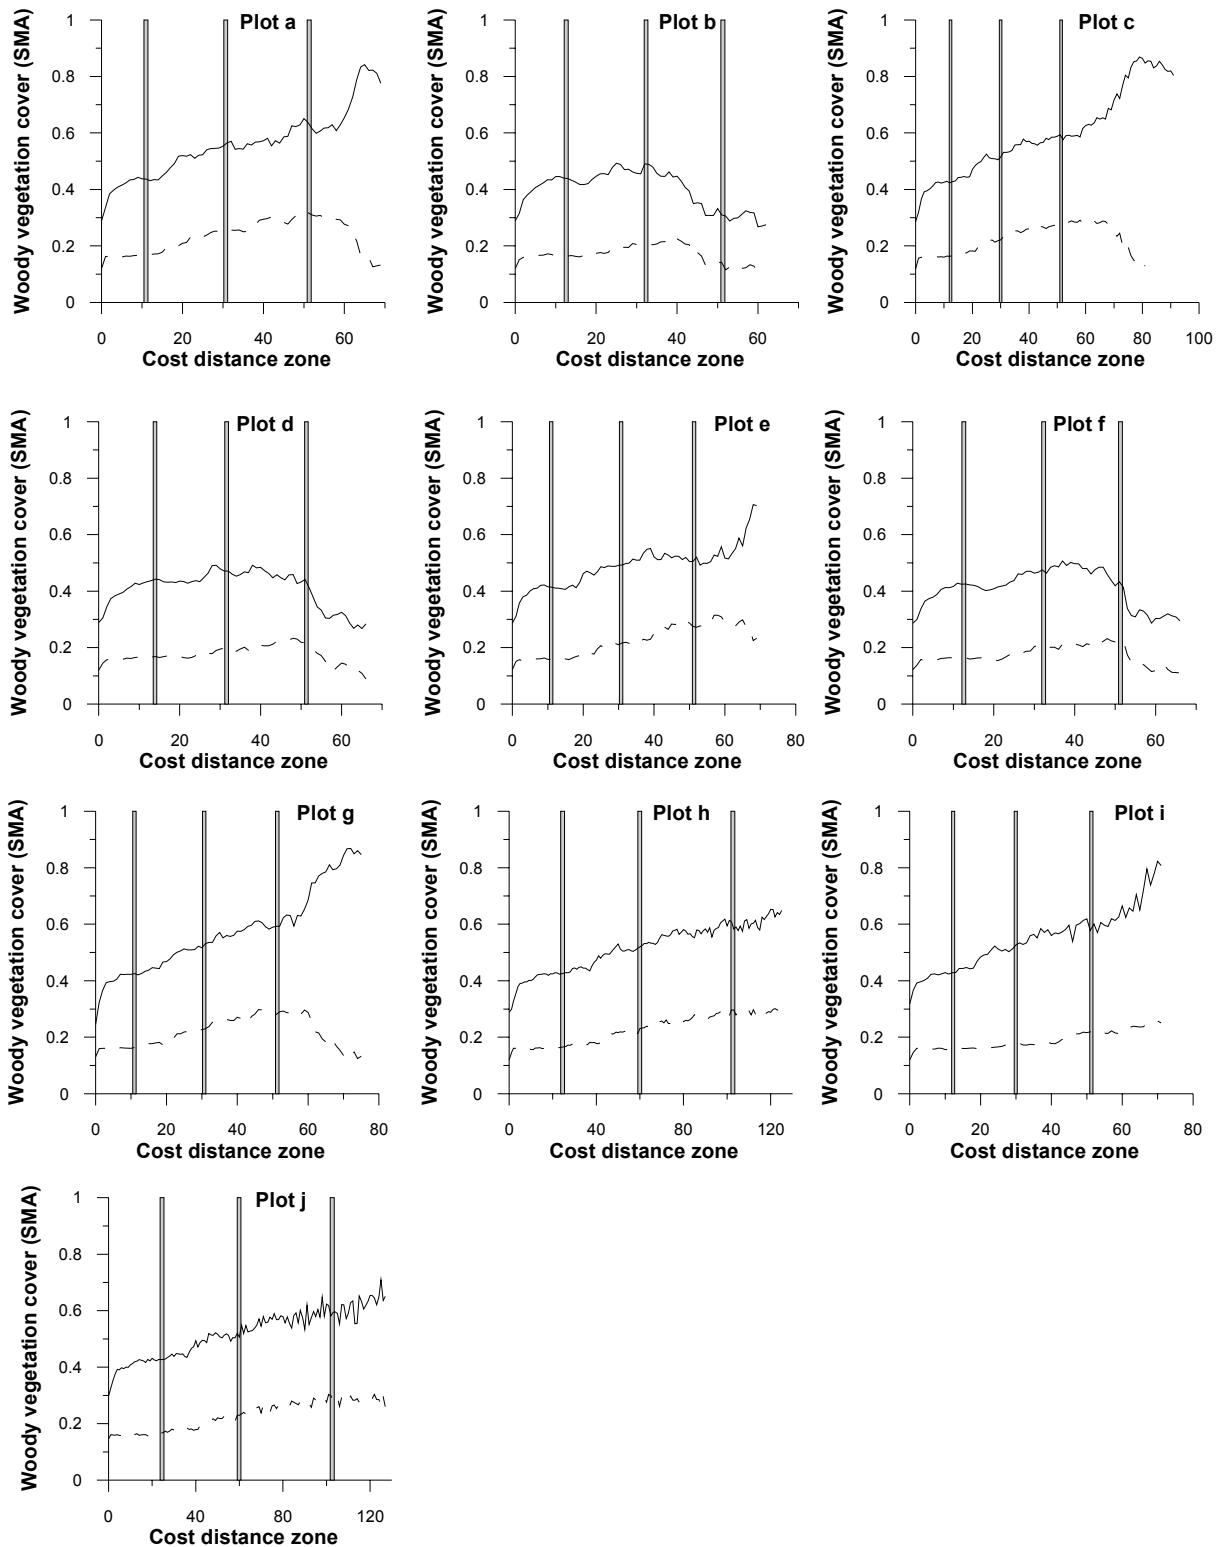 Plot a
Woody vegetation cover (SMA)
1
0.8
0.6
0.4
0.2
0
0 20 40 60
Cost distance zone
Plot b
Woody vegetation cover (SMA)
1
0.8
0.6
0.4
0.2
0
0 20 40 60
Cost distance zone
Plot c
Woody vegetation cover (SMA)
1
0.8
0.6
0.4
0.2
0
0 20 40 60 80 100
Cost distance zone
Plot d
Woody vegetation cover (SMA)
1
0.8
0.6
0.4
0.2
0
0 20 40 60
Cost distance zone
Plot e
Woody vegetation cover (SMA)
1
0.8
0.6
0.4
0.2
0
0 20 40 60 80
Cost distance zone
Plot f
Woody vegetation cover (SMA)
1
0.8
0.6
0.4
0.2
0
0 20 40 60
Cost distance zone
Plot g
Woody vegetation cover (SMA)
1
0.8
0.6
0.4
0.2
0
0 20 40 60 80
Cost distance zone
Plot h
Woody vegetation cover (SMA)
1
0.8
0.6
0.4
0.2
0
0 40 80 120
Cost distance zone
Plot i
Woody vegetation cover (SMA)
1
0.8
0.6
0.4
0.2
0
0 20 40 60 80
Cost distance zone
Plot j
Woody vegetation cover (SMA)
1
0.8
0.6
0.4
0.2
0
0 40 80 120
Cost distance zone